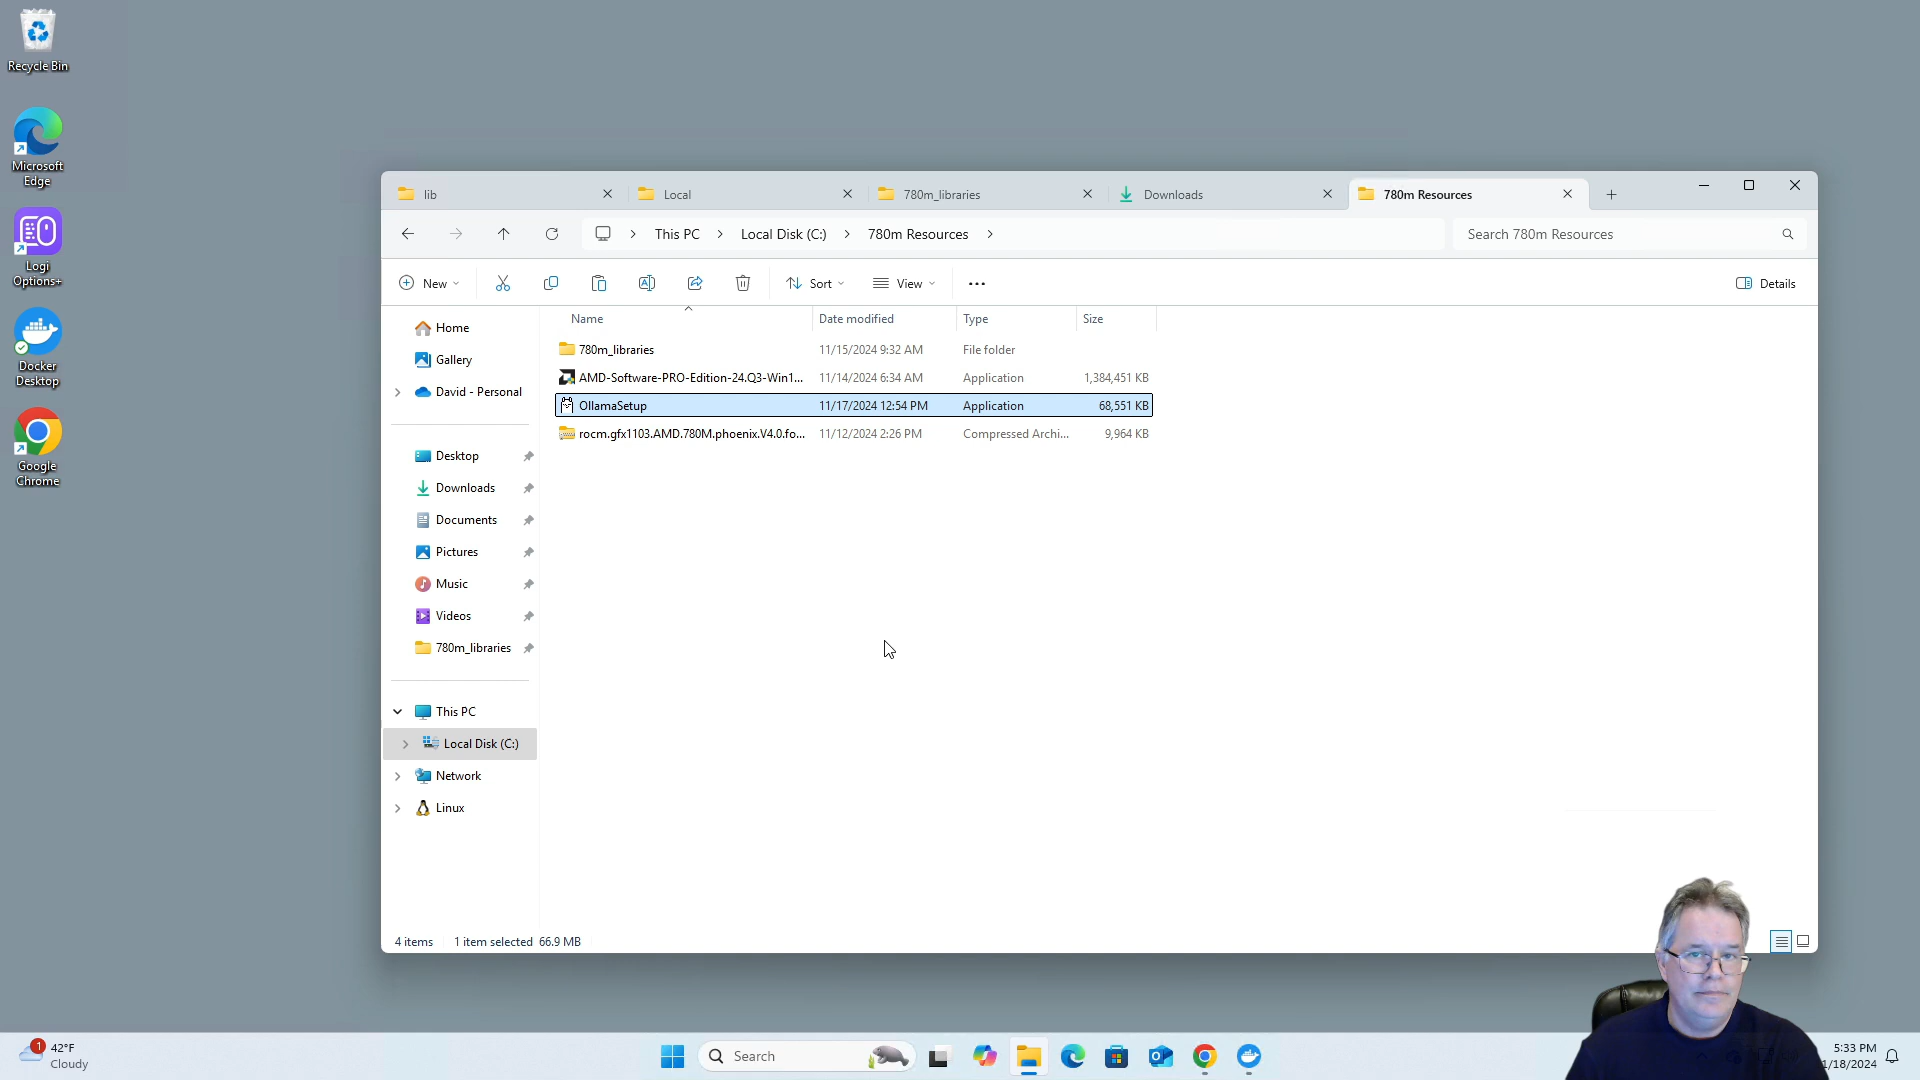 Recycle Bin
Microsoft
Edge
Logi
Options+
Docker
Desktop
Google
Chrome
lib
Local
780m_libraries
Downloads
780m Resources
This PC
Local Disk (C:)
780m Resources
Search 780m Resources
New
Sort
View
Details
Name
Date modified
Type
Size
780m_libraries 11/15/2024 9:32 AM File folder
AMD-Software-PRO-Edition-24.Q3-Win1... 11/14/2024 6:34 AM Application 1,384,451 KB
OllamaSetup 11/17/2024 12:54 PM Application 68,551 KB
rocm.gfx1103.AMD.780M.phoenix.V4.0.fo... 11/12/2024 2:26 PM Compressed Archi... 9,964 KB
Home
Gallery
David - Personal
Desktop
Downloads
Documents
Pictures
Music
Videos
780m_libraries
This PC
Local Disk (C:)
Network
Linux
4 items 1 item selected 66.9 MB
1
42°F
Cloudy
Search
5:33 PM
/18/2024